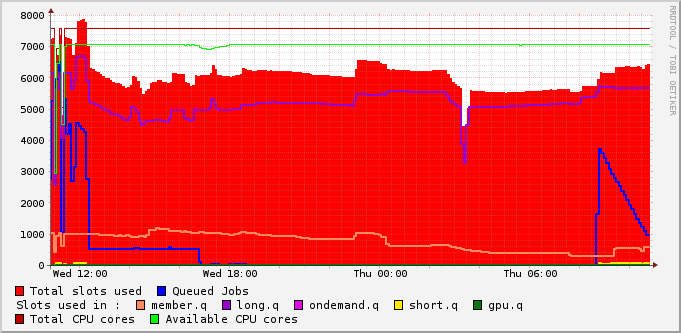 8000
7000
6000
5000
4000
3000
2000
1000
0
Wed 12:00 Wed 18:00 Thu 00:00 Thu 06:00
RRDTOOL / TOBI OETIKER
Total slots used Queued Jobs
Slots used in : member.q long.q ondemand.q short.q gpu.q
Total CPU cores Available CPU cores